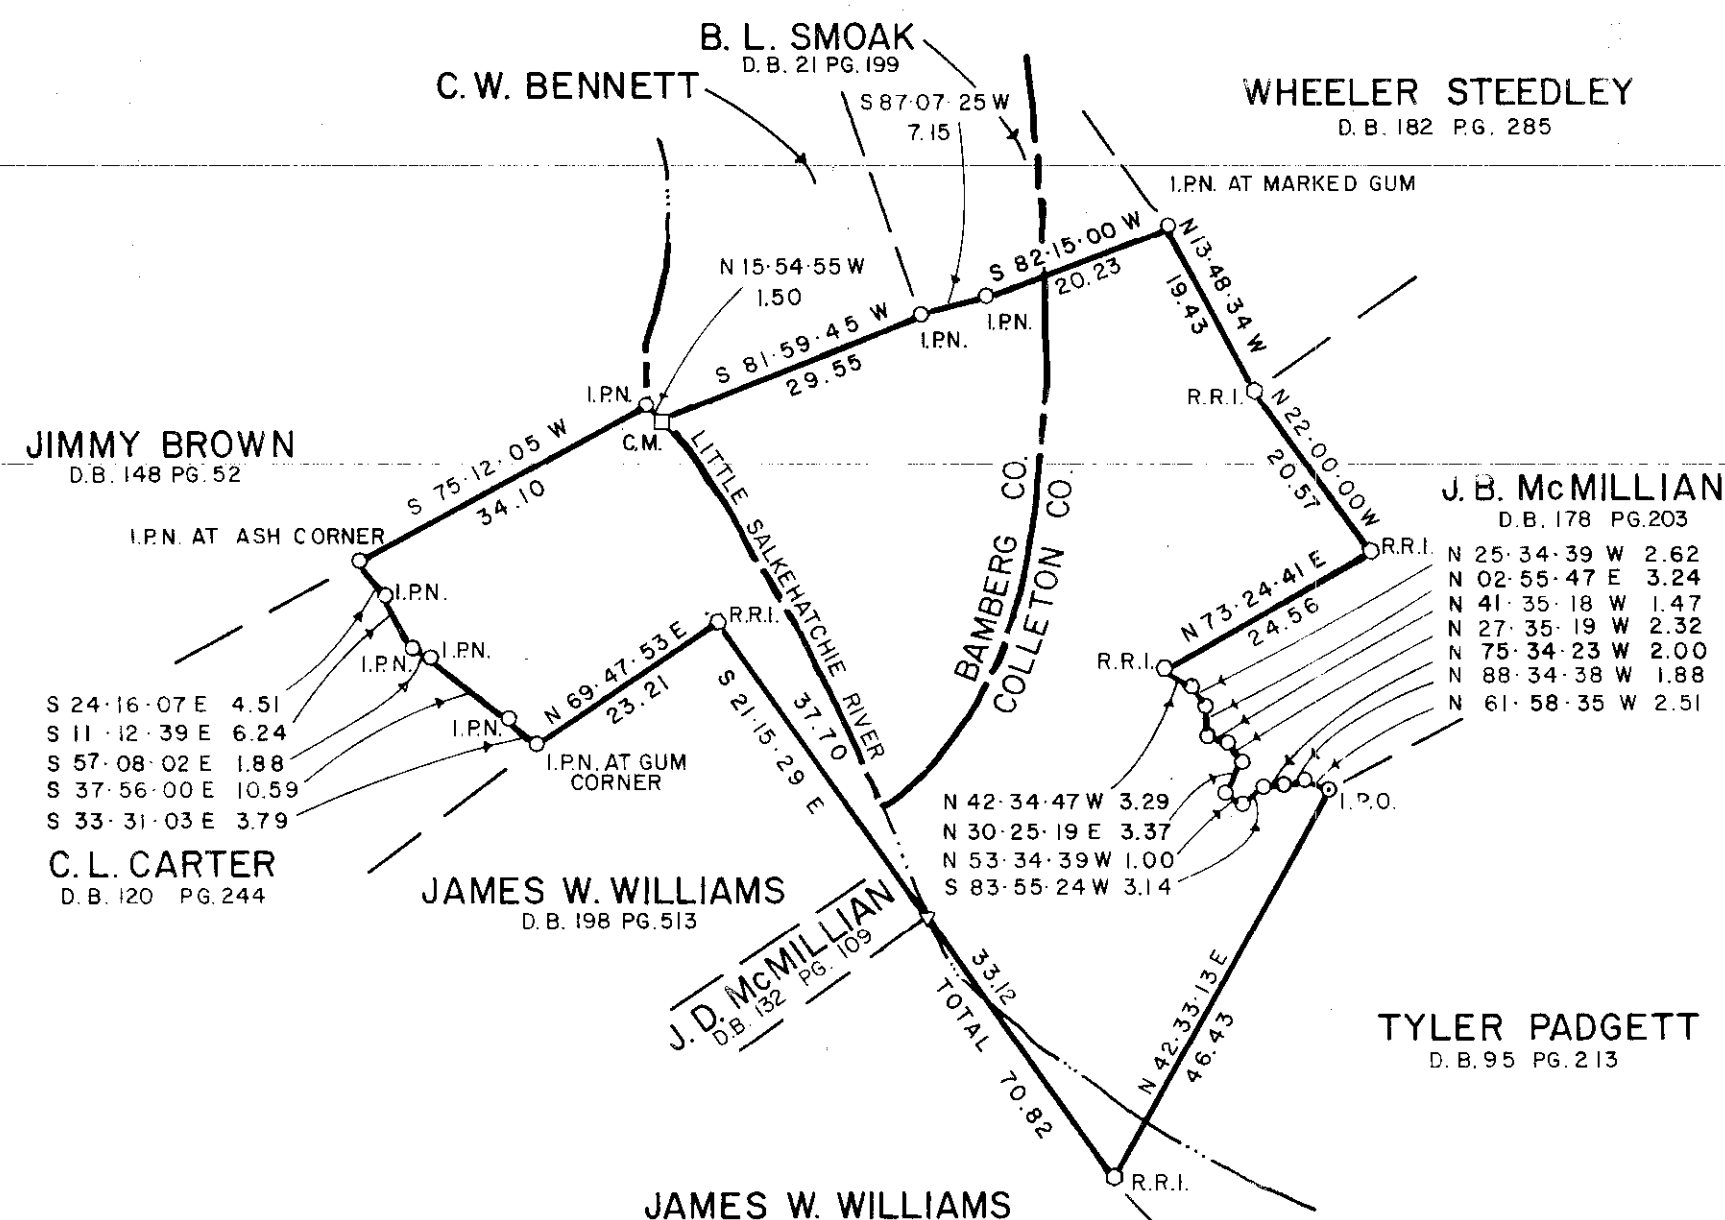 B. L. SMOAK
D. B. 21 PG. 199
C. W. BENNETT
S 87·07·25 W
7.15
WHEELER STEEDLEY
D. B. 182 P.G. 285
I.P.N. AT MARKED GUM
N 15·54·55 W
1.50
S 82·15·00 W
20.23
N 13·48·34 W
19.43
I.P.N.
I.P.N.
S 81·59·45 W
29.55
I.P.N.
C.M.
R.R.I.
N 22·00·00 W
20.57
JIMMY BROWN
D. B. 148 PG. 52
S 75·12·05 W
34.10
I.P.N. AT ASH CORNER
LITTLE SALKEHATCHIE RIVER
BAMBERG CO.
COLLETON CO.
R.R.I.
J. B. McMILLIAN
D. B. 178 PG. 203
N 25·34·39 W 2.62
N 02·55·47 E 3.24
N 41·35·18 W 1.47
N 27·35·19 W 2.32
N 75·34·23 W 2.00
N 88·34·38 W 1.88
N 61·58·35 W 2.51
N 73·24·41 E
24.56
R.R.I.
I.P.N.
I.P.N.
I.P.N.
I.P.N.
R.R.I.
N 69·47·53 E
23.21
S 24·16·07 E 4.51
S 11·12·39 E 6.24
S 57·08·02 E 1.88
S 37·56·00 E 10.59
S 33·31·03 E 3.79
I.P.N. AT GUM
CORNER
S 21·15·29 E
37.70
N 42·34·47 W 3.29
N 30·25·19 E 3.37
N 53·34·39 W 1.00
S 83·55·24 W 3.14
I.P.O.
C. L. CARTER
D. B. 120 PG. 244
JAMES W. WILLIAMS
D. B. 198 PG. 513
J. D. McMILLIAN
D. B. 132 PG. 109
33.12
TOTAL 70.82
N 42·33·13 E
46.43
TYLER PADGETT
D. B. 95 PG. 213
R.R.I.
JAMES W. WILLIAMS